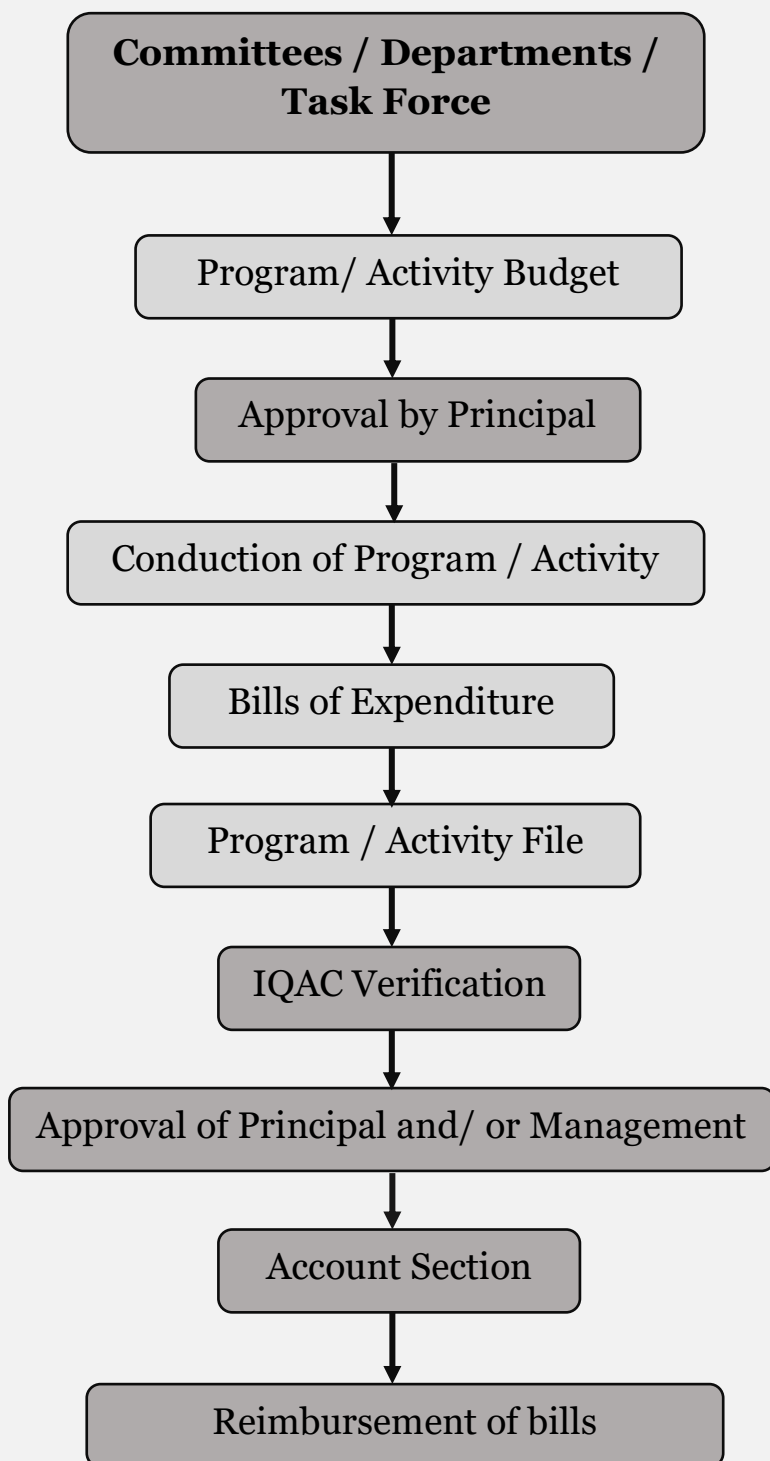 Committees / Departments /
Task Force
Program/ Activity Budget
Approval by Principal
Conduction of Program / Activity
Bills of Expenditure
Program / Activity File
IQAC Verification
Approval of Principal and/ or Management
Account Section
Reimbursement of bills